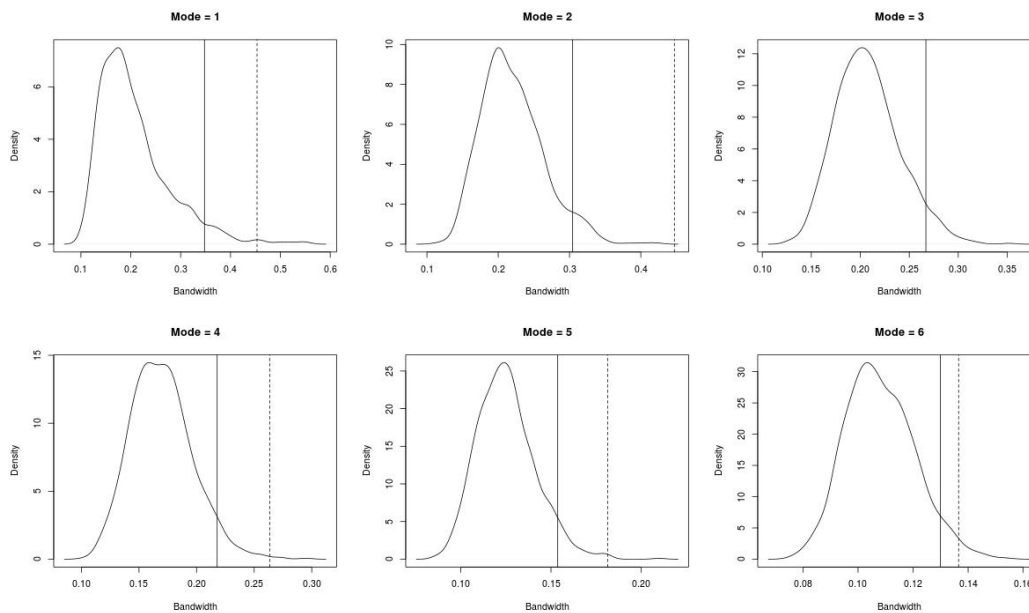 Mode = 1
Density
0
2
4
6
0.1 0.2 0.3 0.4 0.5 0.6
Bandwidth
Mode = 2
Density
0
2
4
6
8
10
0.1 0.2 0.3 0.4
Bandwidth
Mode = 3
Density
0
2
4
6
8
10
12
0.10 0.15 0.20 0.25 0.30 0.35
Bandwidth
Mode = 4
Density
0
5
10
15
0.10 0.15 0.20 0.25 0.30
Bandwidth
Mode = 5
Density
0
5
10
15
20
25
0.10 0.15 0.20
Bandwidth
Mode = 6
Density
0
5
10
15
20
25
30
0.08 0.10 0.12 0.14 0.16
Bandwidth